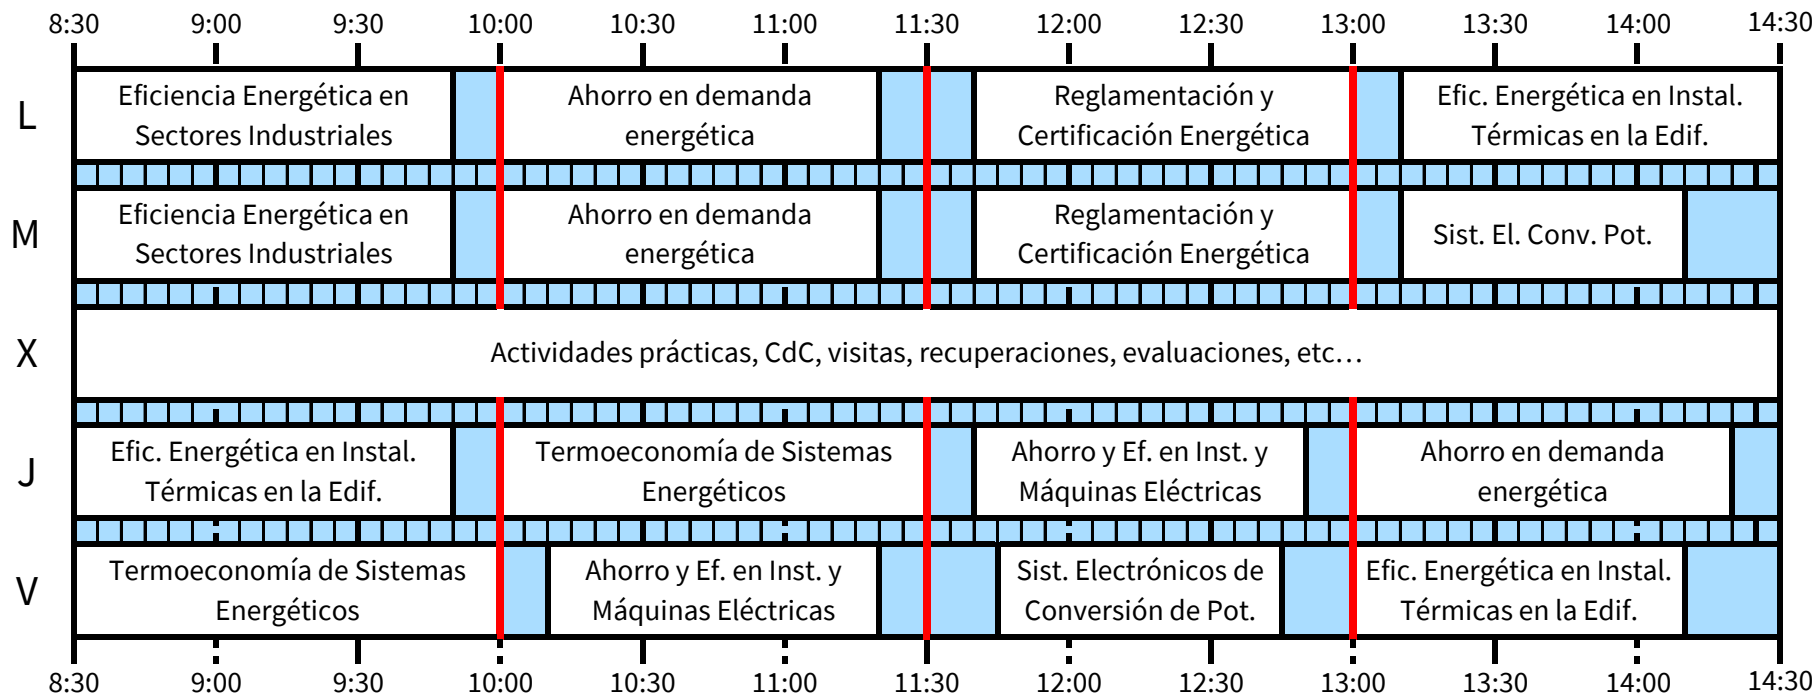 8:30 9:00 9:30 10:00 10:30 11:00 11:30 12:00 12:30 13:00 13:30 14:00 14:30
L
Eficiencia Energética en
Sectores Industriales
Ahorro en demanda
energética
Reglamentación y
Certificación Energética
Efic. Energética en Instal.
Térmicas en la Edif.
M
Eficiencia Energética en
Sectores Industriales
Ahorro en demanda
energética
Reglamentación y
Certificación Energética
Sist. El. Conv. Pot.
X
Actividades prácticas, CdC, visitas, recuperaciones, evaluaciones, etc…
J
Efic. Energética en Instal.
Térmicas en la Edif.
Termoeconomía de Sistemas
Energéticos
Ahorro y Ef. en Inst. y
Máquinas Eléctricas
Ahorro en demanda
energética
V
Termoeconomía de Sistemas
Energéticos
Ahorro y Ef. en Inst. y
Máquinas Eléctricas
Sist. Electrónicos de
Conversión de Pot.
Efic. Energética en Instal.
Térmicas en la Edif.
8:30 9:00 9:30 10:00 10:30 11:00 11:30 12:00 12:30 13:00 13:30 14:00 14:30